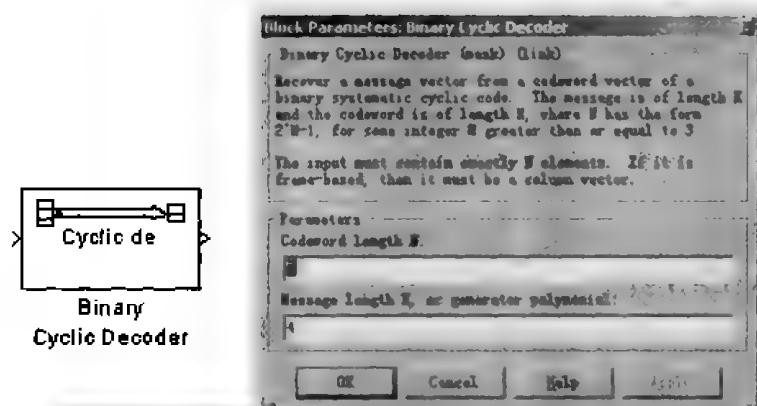 Cyclic de
Binary
Cyclic Decoder
Block Parameters: Binary Cyclic Decoder
Binary Cyclic Decoder (mask) (link)
Recover a message vector from a codeword vector of a
binary systematic cyclic code. The message is of length K
and the codeword is of length N, where N has the form
2^M-1, for some integer M greater than or equal to 3
The input must contain exactly N elements. If it is
frame-based, then it must be a column vector.
Parameters
Codeword length N:
Message length K, or generator polynomial:
4
OK
Cancel
Help
Apply